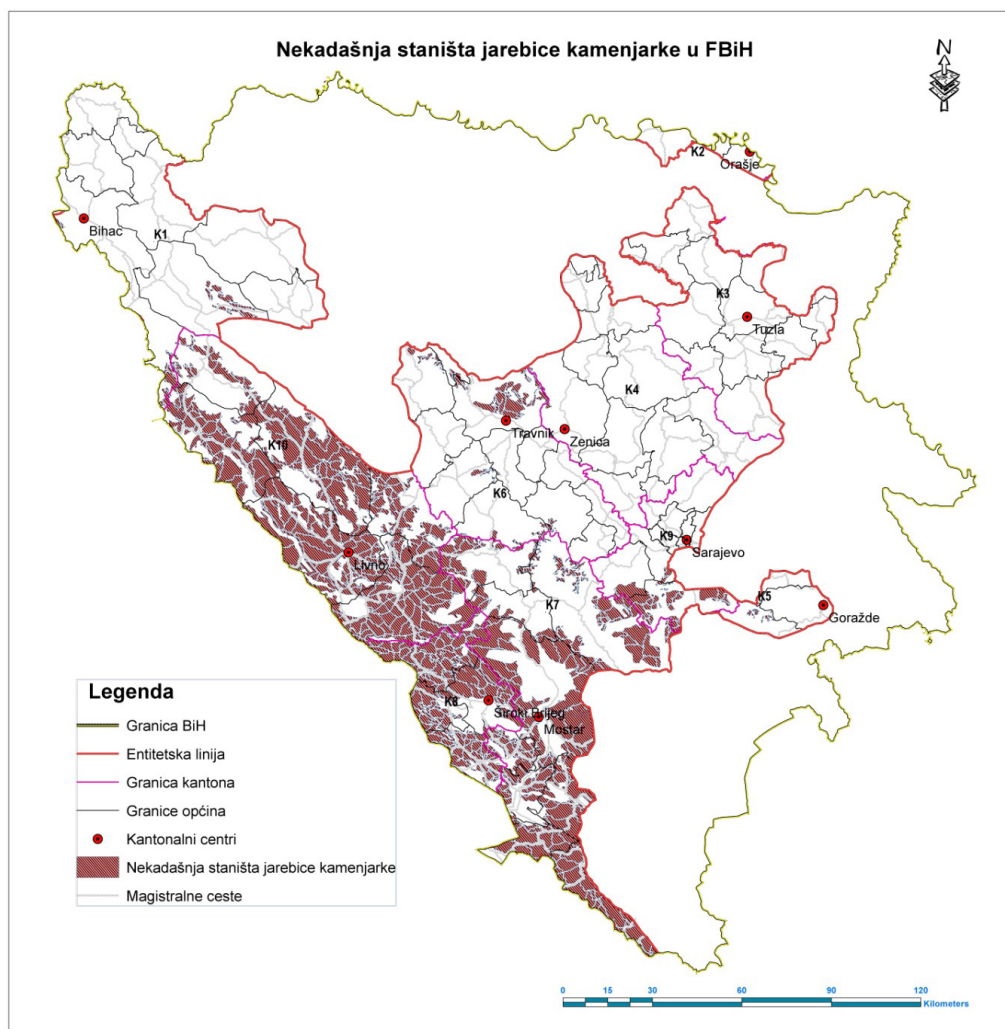 Nekadašnja staništa jarebice kamenjarke u FBiH
N
K2
Orašje
Bihac
K1
K3
Tuzla
K4
Travnik
Zenica
K10
K6
K9
Sarajevo
Livno
K5
Goražde
K7
K8
Široki Brijeg
Mostar
Legenda
Granica BiH
Entitetska linija
Granica kantona
Granice općina
Kantonalni centri
Nekadašnja staništa jarebice kamenjarke
Magistralne ceste
0 15 30 60 90 120
Kilometers